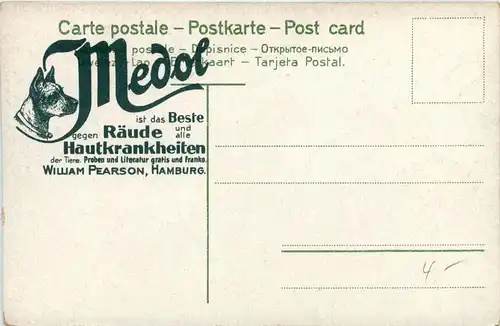 Carte postale – Postkarte – Post card
postale – Dopisnice – Открытое-письмо
Tarjeta Postal.
Medol
ist das Beste
gegen Räude und alle
Hautkrankheiten
der Tiere. Proben und Literatur gratis und franko.
WILLIAM PEARSON, HAMBURG.
4.-